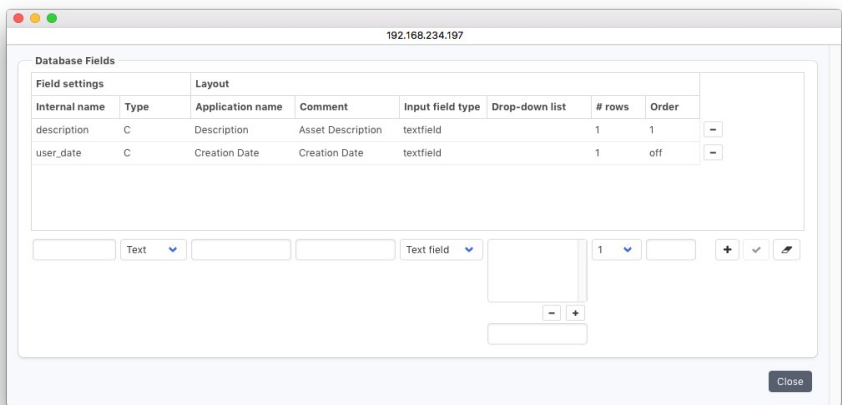 192.168.234.197
Database Fields
Field settings Layout
Internal name Type Application name Comment Input field type Drop-down list # rows Order
description C Description Asset Description textfield 1 1
user_date C Creation Date Creation Date textfield 1 off
Text Text field 1
Close